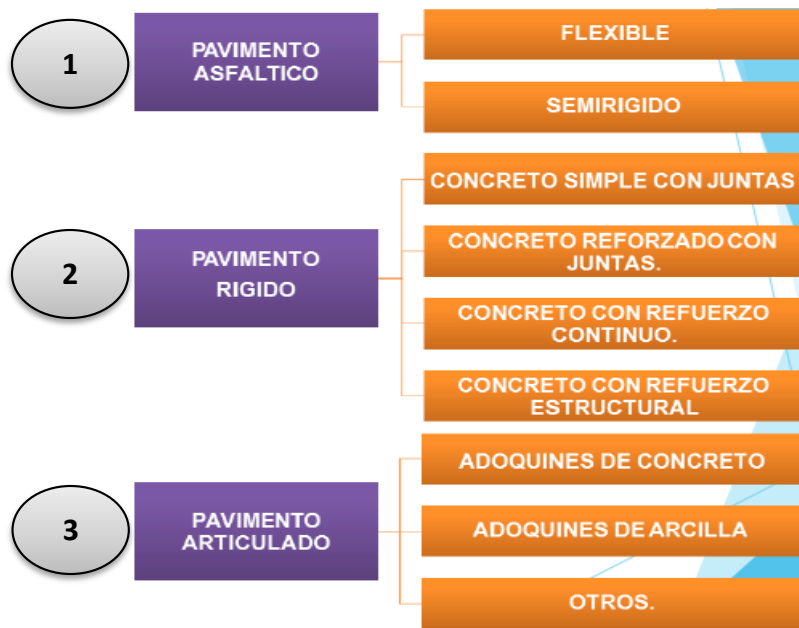 1
PAVIMENTO
ASFALTICO
FLEXIBLE
SEMIRIGIDO
2
PAVIMENTO
RIGIDO
CONCRETO SIMPLE CON JUNTAS
CONCRETO REFORZADO CON
JUNTAS.
CONCRETO CON REFUERZO
CONTINUO.
CONCRETO CON REFUERZO
ESTRUCTURAL
3
PAVIMENTO
ARTICULADO
ADOQUINES DE CONCRETO
ADOQUINES DE ARCILLA
OTROS.